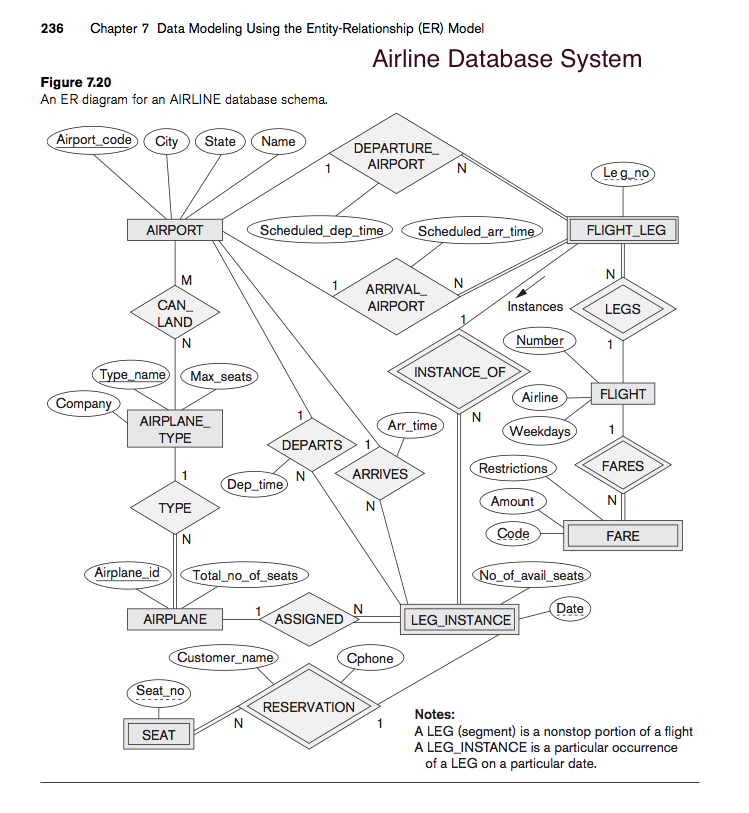 236 Chapter 7 Data Modeling Using the Entity-Relationship (ER) Model
Airline Database System
Figure 7.20
An ER diagram for an AIRLINE database schema.
Airport_code
City
State
Name
DEPARTURE_
AIRPORT
1
N
Leg_no
AIRPORT
Scheduled_dep_time
Scheduled_arr_time
FLIGHT_LEG
M
CAN_
LAND
N
1
ARRIVAL_
AIRPORT
N
Instances
N
LEGS
1
1
INSTANCE_OF
N
Number
Airline
Weekdays
FLIGHT
Type_name
Max_seats
Company
AIRPLANE_
TYPE
1
DEPARTS
N
Dep_time
Arr_time
1
ARRIVES
N
1
FARES
N
Restrictions
Amount
Code
FARE
1
TYPE
N
Airplane_id
Total_no_of_seats
No_of_avail_seats
Date
AIRPLANE
1
ASSIGNED
N
LEG_INSTANCE
Customer_name
Cphone
Seat_no
RESERVATION
N
1
SEAT
Notes:
A LEG (segment) is a nonstop portion of a flight
A LEG_INSTANCE is a particular occurrence
of a LEG on a particular date.